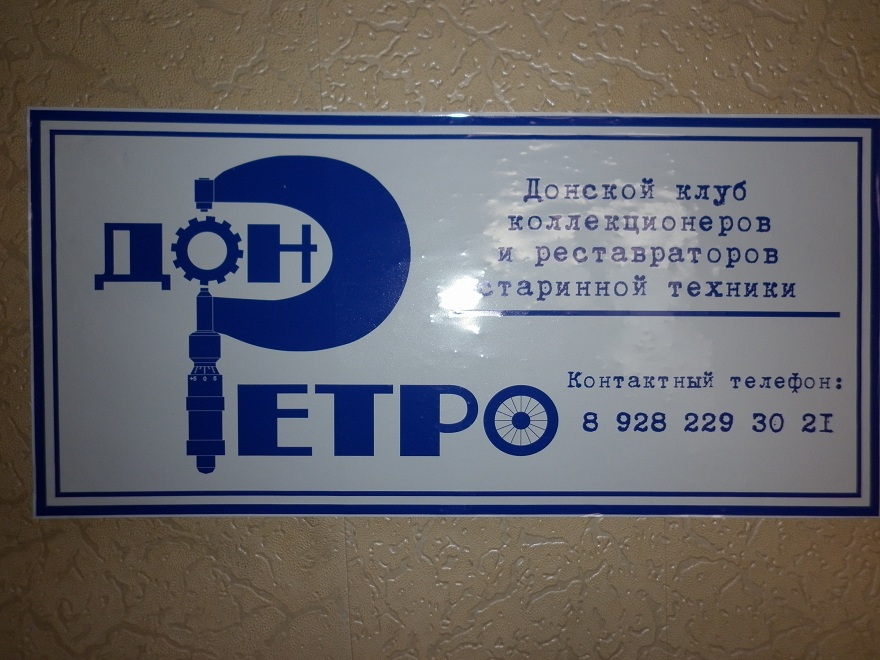 ДОН
РЕТРО
Донской клуб
коллекционеров
и реставраторов
старинной техники
Контактный телефон:
8 928 229 30 21